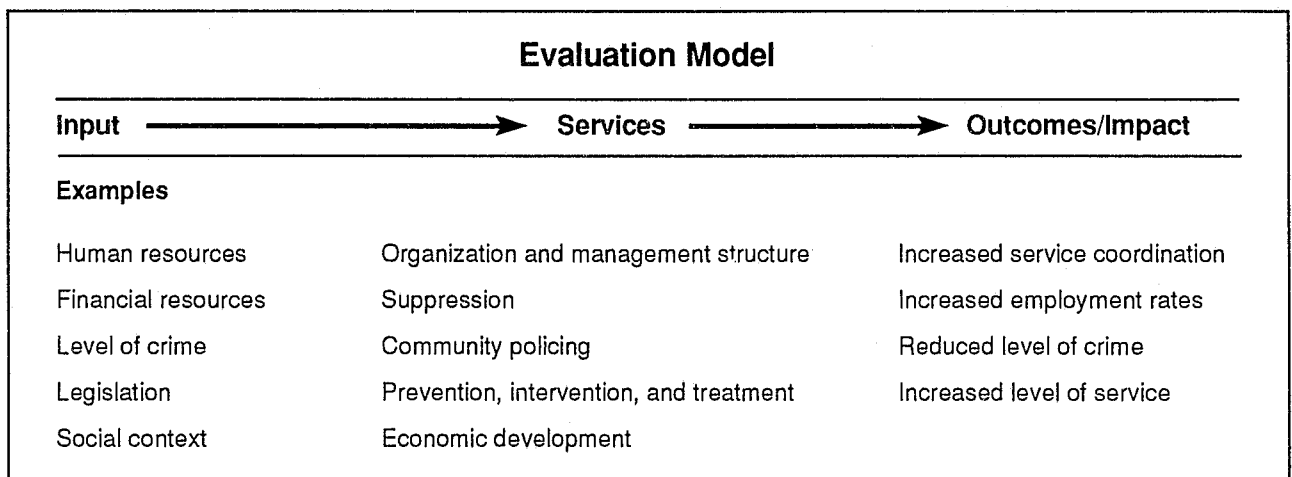 Evaluation Model
Input Services Outcomes/Impact
Examples
Human resources Organization and management structure Increased service coordination
Financial resources Suppression Increased employment rates
Level of crime Community policing Reduced level of crime
Legislation Prevention, intervention, and treatment Increased level of service
Social context Economic development